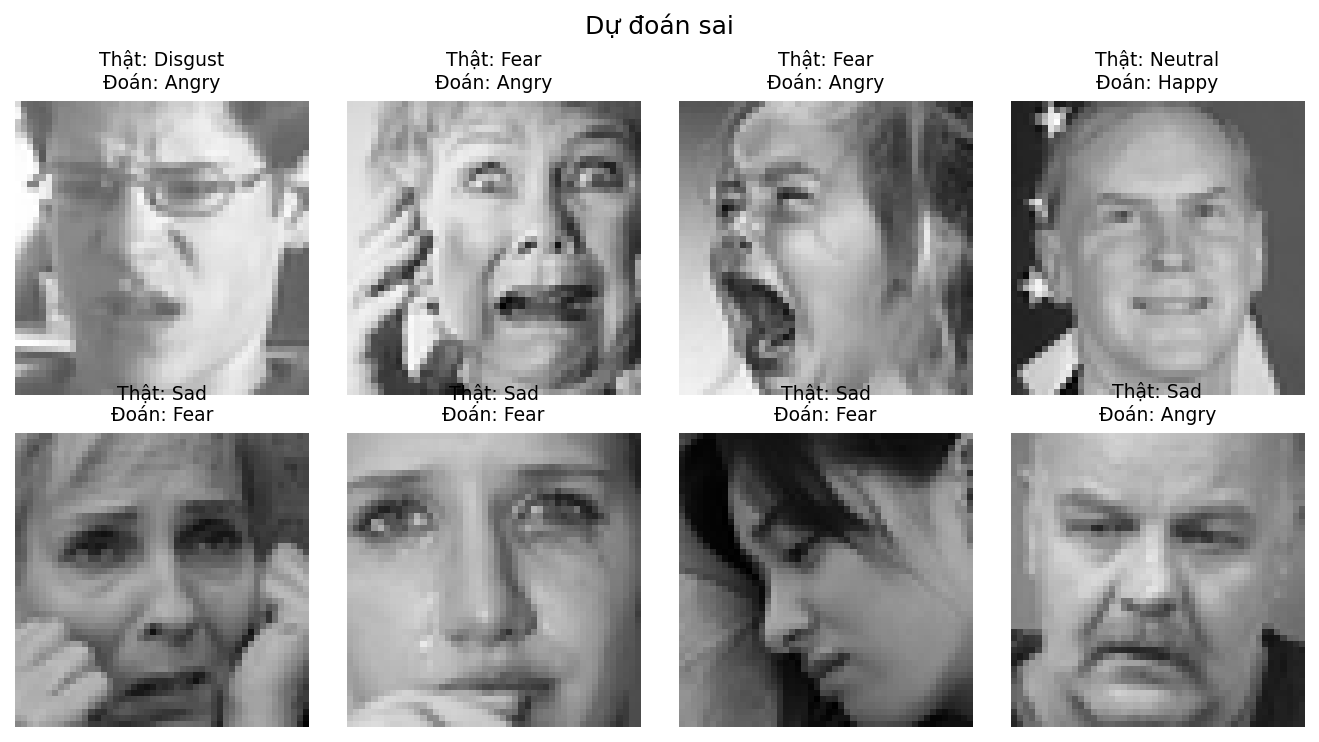 Dự đoán sai
Thật: Disgust
Đoán: Angry
Thật: Fear
Đoán: Angry
Thật: Fear
Đoán: Angry
Thật: Neutral
Đoán: Happy
Thật: Sad
Đoán: Fear
Thật: Sad
Đoán: Fear
Thật: Sad
Đoán: Fear
Thật: Sad
Đoán: Angry